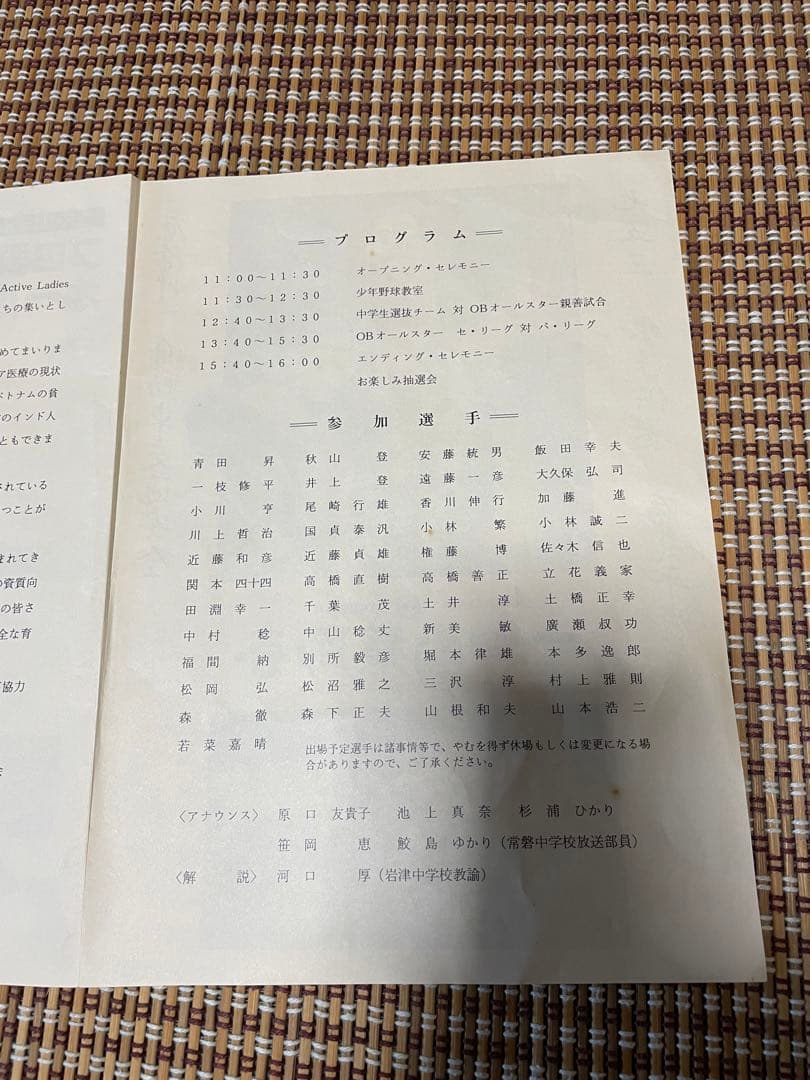 Active Ladies
ちの集いとし
めてまいりま
ア医療の現状
ベトナムの貧
のインド人
ともできま
されている
つことが
まれてき
の資質向
の皆さ
全な育
協力
プログラム
11:00～11:30 オープニング・セレモニー
11:30～12:30 少年野球教室
12:40～13:30 中学生選抜チーム 対 OBオールスター親善試合
13:40～15:30 OBオールスター セ・リーグ 対 パ・リーグ
15:40～16:00 エンディング・セレモニー
お楽しみ抽選会
参加選手
青田 昇 秋山 登 安藤統男 飯田幸夫
一枝修平 井上 登 遠藤一彦 大久保弘司
小川 亨 尾崎行雄 香川伸行 加藤 進
川上哲治 国貞泰汎 小林 繁 小林誠二
近藤和彦 近藤貞雄 権藤 博 佐々木信也
関本四十四 高橋直樹 高橋善正 立花義家
田淵幸一 千葉 茂 土井 淳 土橋正幸
中村 稔 中山稔丈 新美 敏 廣瀬叔功
福間 納 別所毅彦 堀本律雄 本多逸郎
松岡 弘 松沼雅之 三沢 淳 村上雅則
森 徹 森下正夫 山根和夫 山本浩二
若菜嘉晴 出場予定選手は諸事情等で、やむを得ず休場もしくは変更になる場
合がありますので、ご了承ください。
〈アナウンス〉 原口 友貴子 池上真奈 杉浦ひかり
笹岡 恵 鮫島ゆかり（常磐中学校放送部員）
〈解 説〉 河口 厚（岩津中学校教諭）